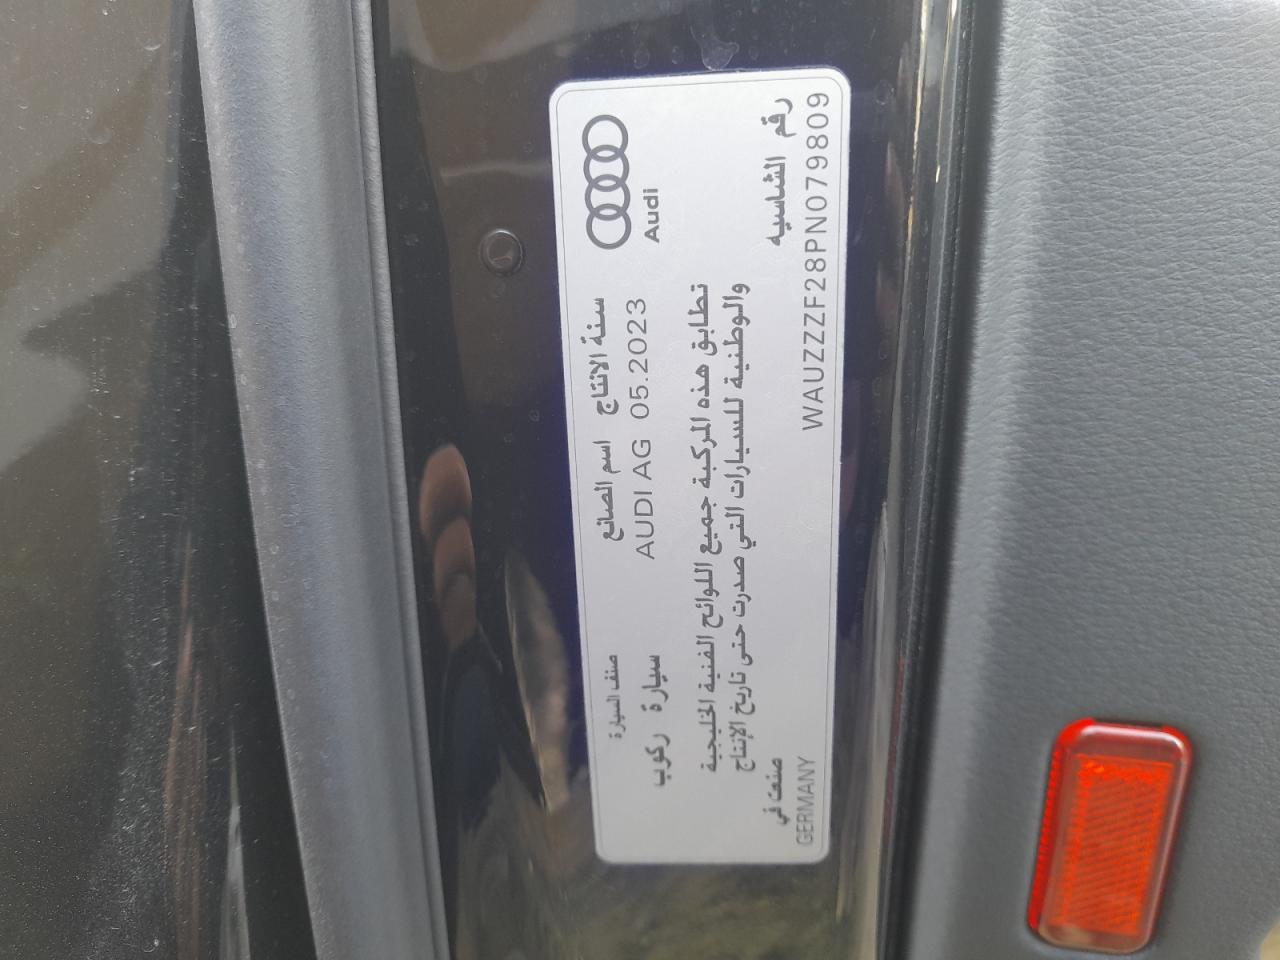 Audi
سنة الانتاج
اسم الصانع
صنف السيارة
05.2023
AUDI AG
سيارة ركوب
تطابق هذه المركبة جميع اللوائح الفنية الخليجية
والوطنية للسيارات التي صدرت حتى تاريخ الإنتاج
رقم الشاسيه
صنعت في
WAUZZZF28PN079809
GERMANY